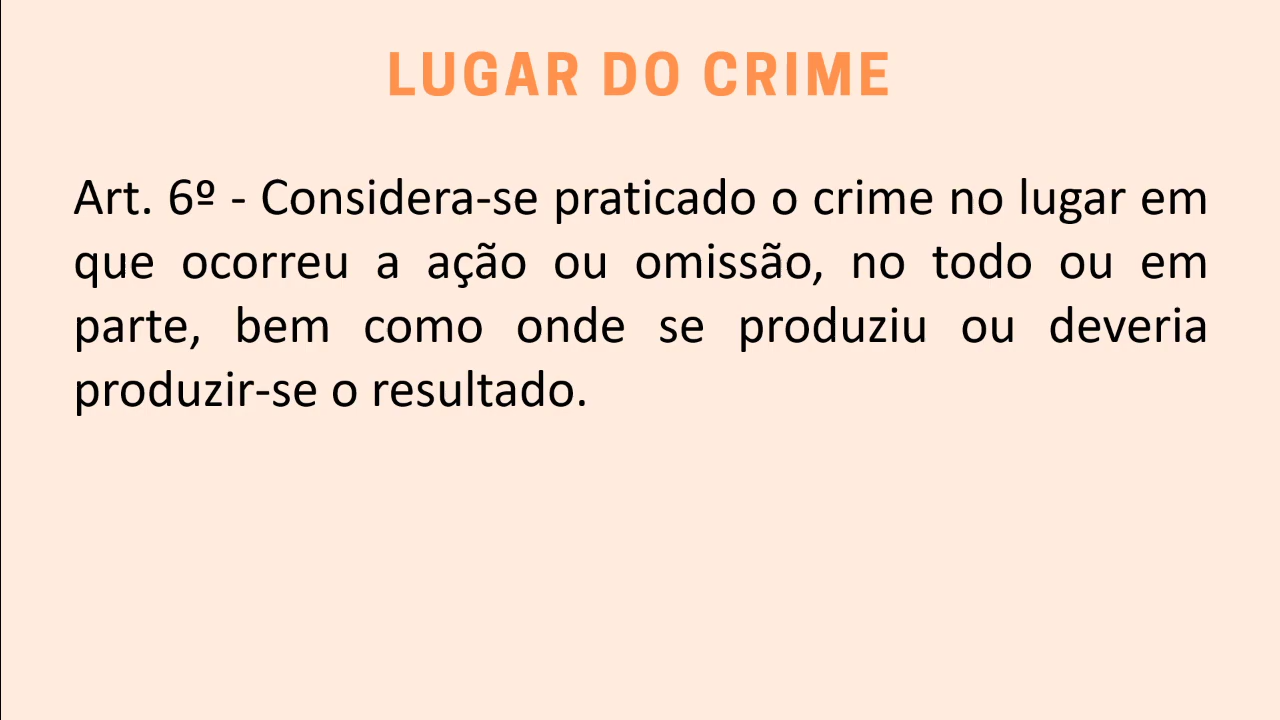 LUGAR DO CRIME
Art. 6º - Considera-se praticado o crime no lugar em
que ocorreu a ação ou omissão, no todo ou em
parte, bem como onde se produziu ou deveria
produzir-se o resultado.